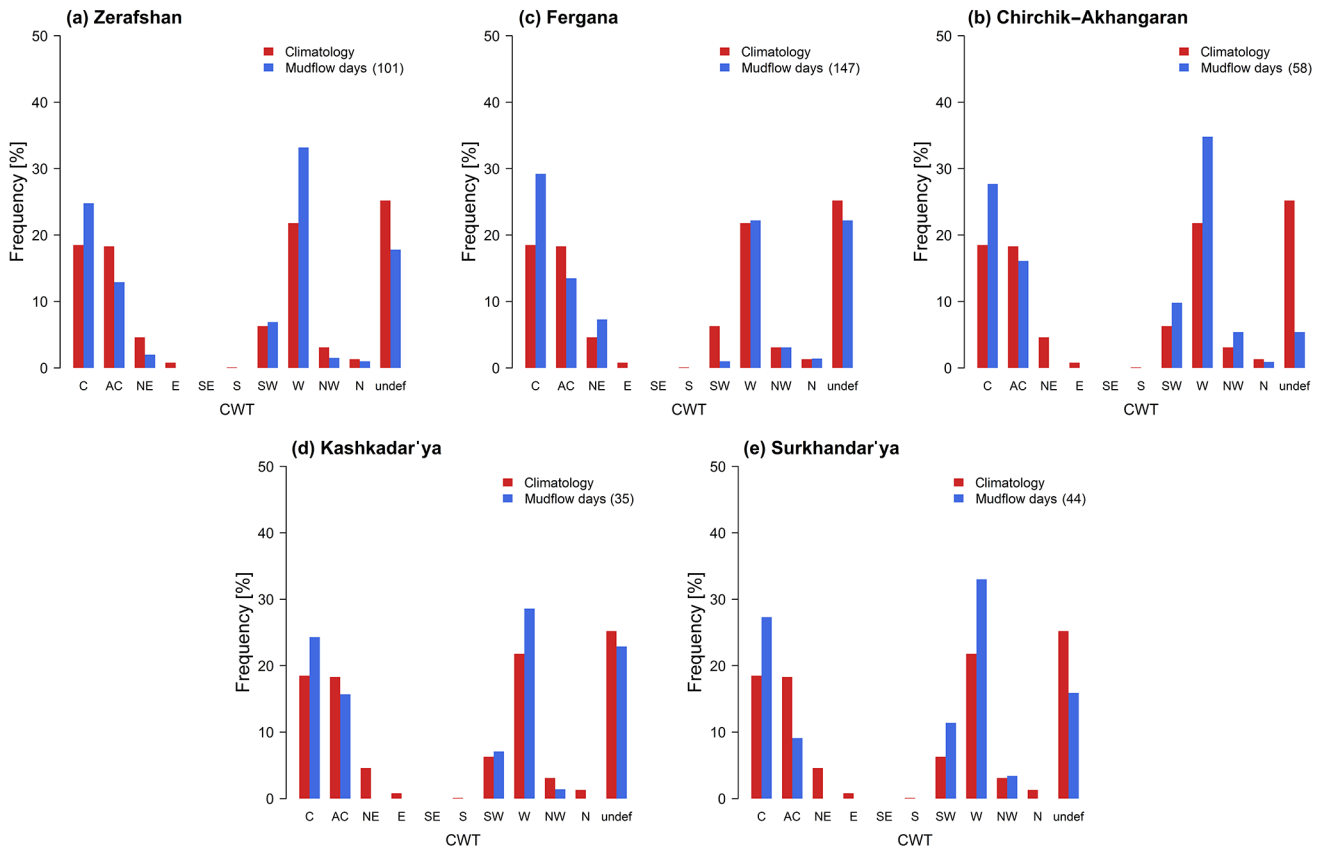 (a) Zerafshan
50
40
30
20
10
0
Frequency [%]
Climatology
Mudflow days (101)
C AC NE E SE S SW W NW N undef
CWT
(c) Fergana
50
40
30
20
10
0
Frequency [%]
Climatology
Mudflow days (147)
C AC NE E SE S SW W NW N undef
CWT
(b) Chirchik−Akhangaran
50
40
30
20
10
0
Frequency [%]
Climatology
Mudflow days (58)
C AC NE E SE S SW W NW N undef
CWT
(d) Kashkadar'ya
50
40
30
20
10
0
Frequency [%]
Climatology
Mudflow days (35)
C AC NE E SE S SW W NW N undef
CWT
(e) Surkhandar'ya
50
40
30
20
10
0
Frequency [%]
Climatology
Mudflow days (44)
C AC NE E SE S SW W NW N undef
CWT